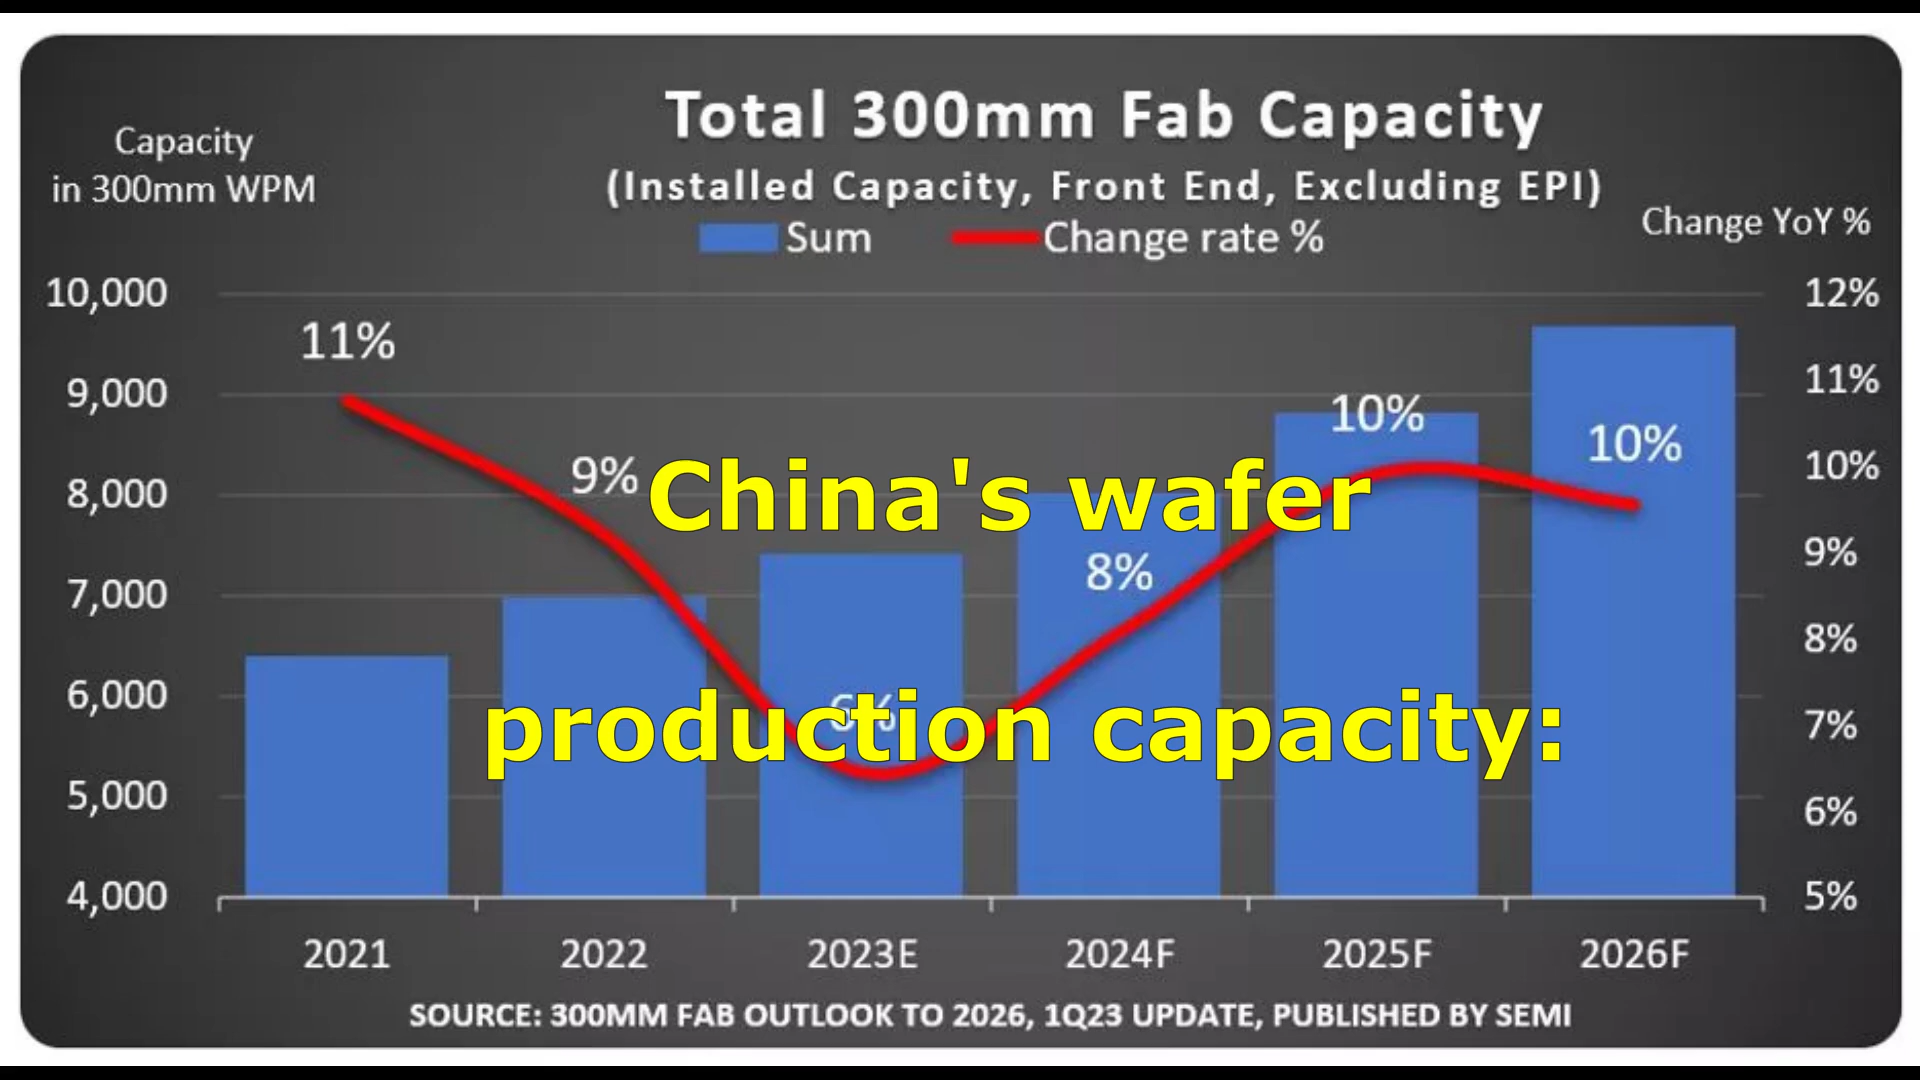 Total 300mm Fab Capacity
(Installed Capacity, Front End, Excluding EPI)
Capacity
in 300mm WPM
Sum
Change rate %
Change YoY %
10,000
9,000
8,000
7,000
6,000
5,000
4,000
12%
11%
10%
9%
8%
7%
6%
5%
11%
9%
6%
8%
10%
10%
China's wafer
production capacity:
2021
2022
2023E
2024F
2025F
2026F
SOURCE: 300MM FAB OUTLOOK TO 2026, 1Q23 UPDATE, PUBLISHED BY SEMI